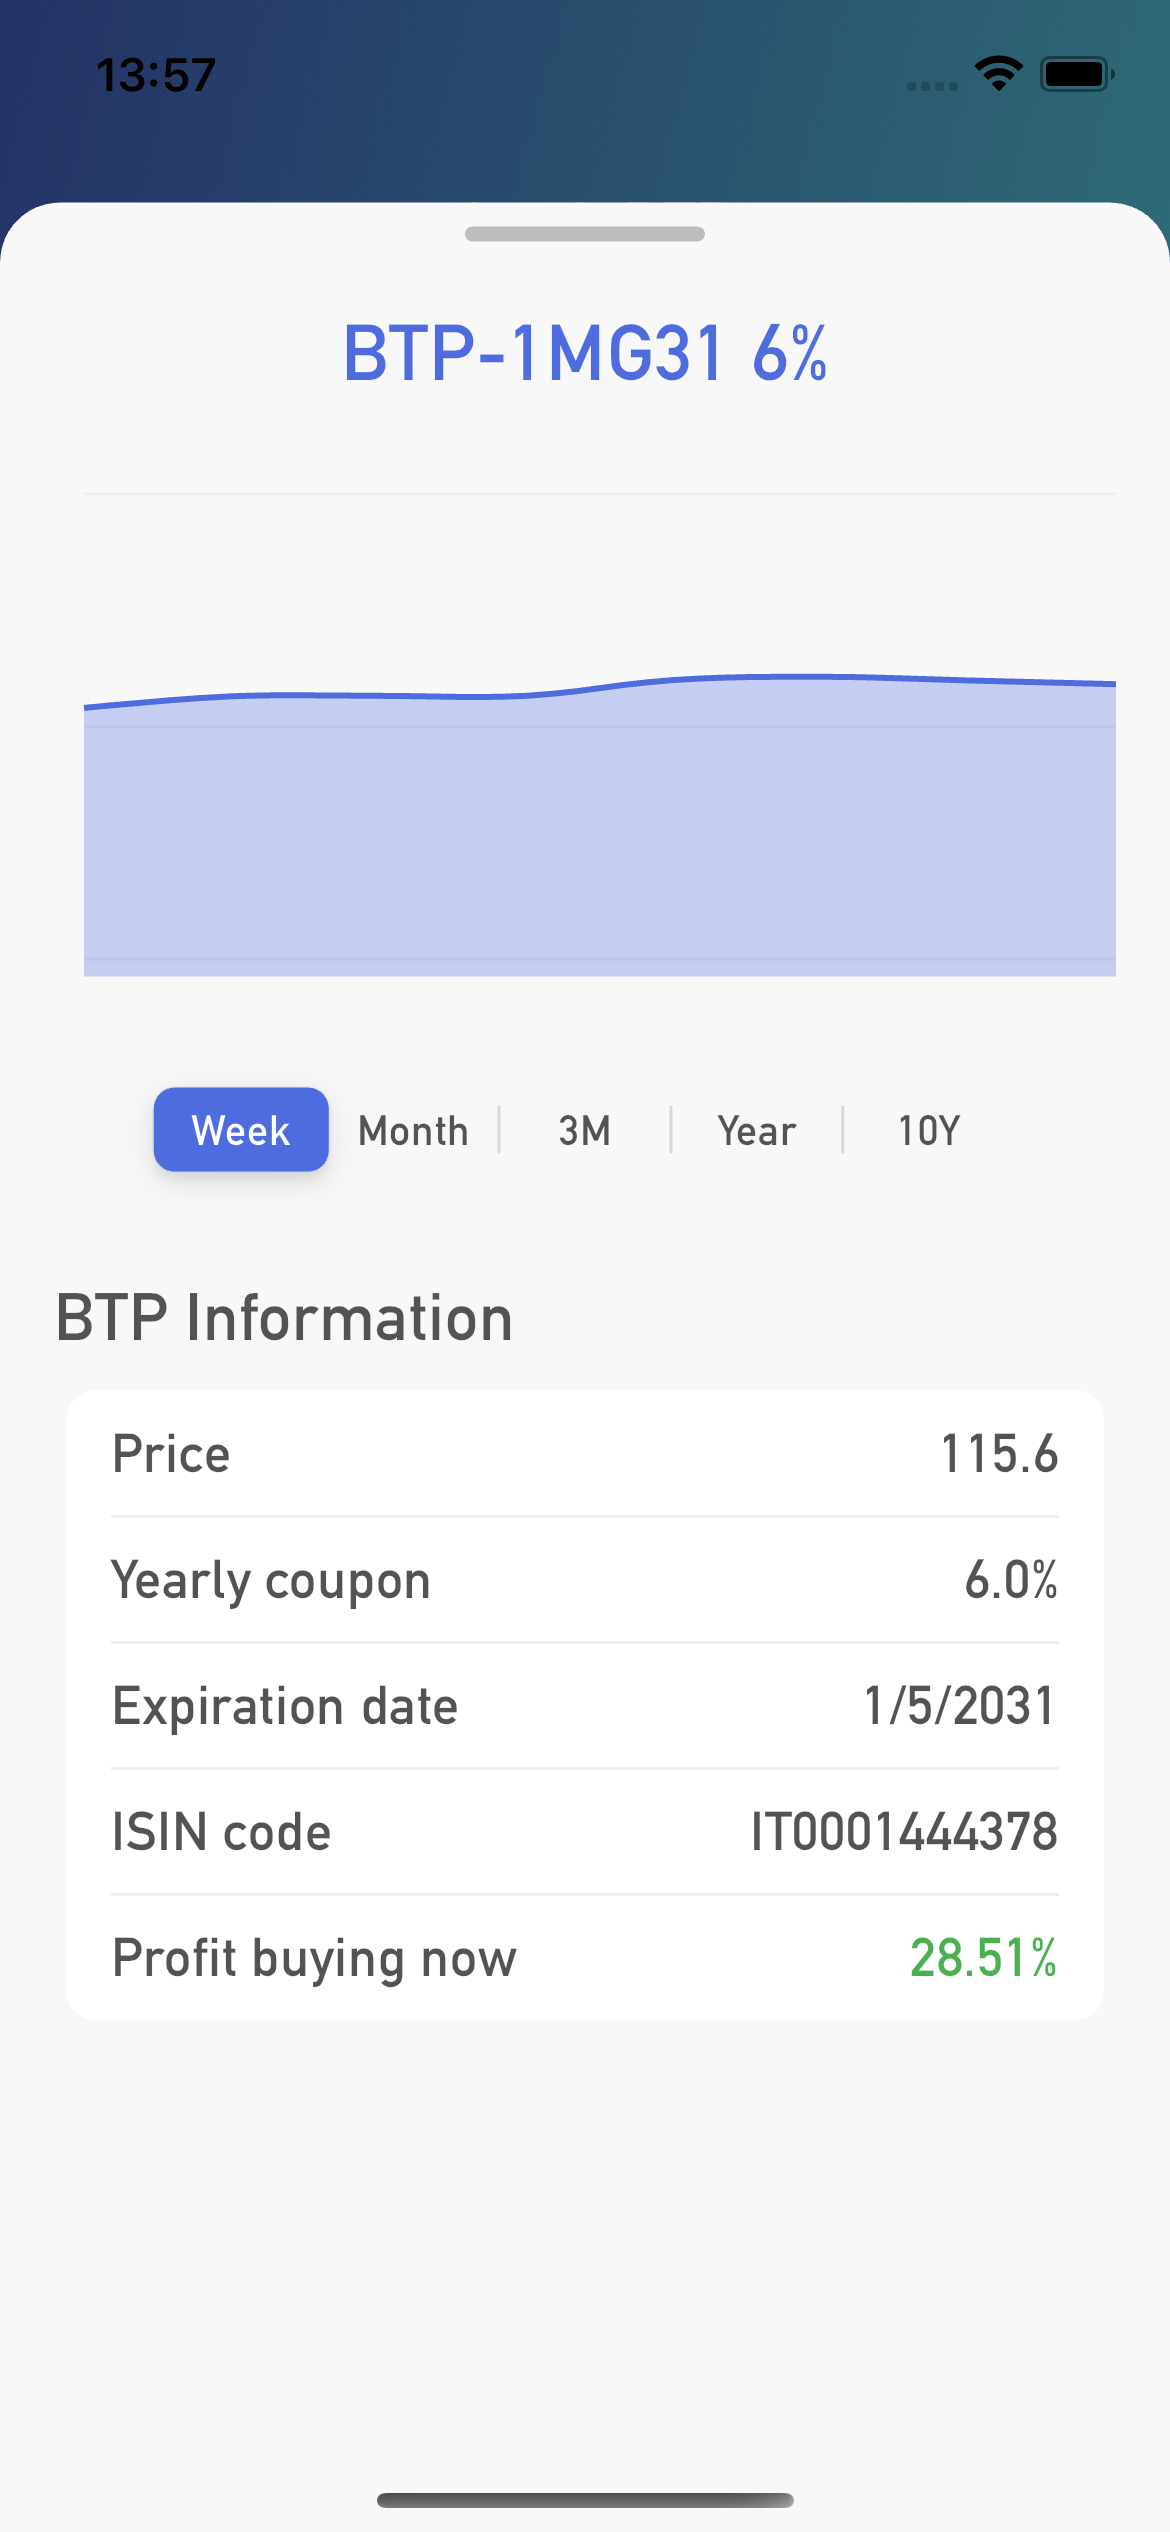 13:57
BTP-1MG31 6%
Week Month 3M Year 10Y
BTP Information
Price 115.6
Yearly coupon 6.0%
Expiration date 1/5/2031
ISIN code IT0001444378
Profit buying now 28.51%